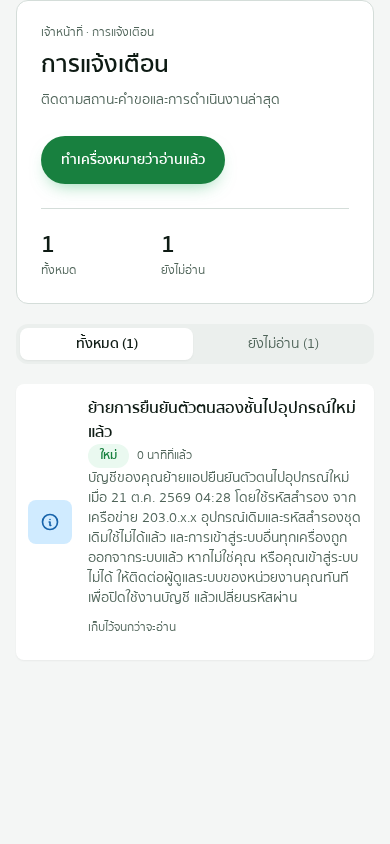 เจ้าหน้าที่ · การแจ้งเตือน
การแจ้งเตือน
ติดตามสถานะคำขอและการดำเนินงานล่าสุด
ทำเครื่องหมายว่าอ่านแล้ว
1 1
ทั้งหมด ยังไม่อ่าน
ทั้งหมด (1) ยังไม่อ่าน (1)
ย้ายการยืนยันตัวตนสองชั้นไปอุปกรณ์ใหม่
แล้ว
ใหม่ 0 นาทีที่แล้ว
บัญชีของคุณย้ายแอปยืนยันตัวตนไปอุปกรณ์ใหม่
เมื่อ 21 ต.ค. 2569 04:28 โดยใช้รหัสสำรอง จาก
เครือข่าย 203.0.x.x อุปกรณ์เดิมและรหัสสำรองชุด
เดิมใช้ไม่ได้แล้ว และการเข้าสู่ระบบอื่นทุกเครื่องถูก
ออกจากระบบแล้ว หากไม่ใช่คุณ หรือคุณเข้าสู่ระบบ
ไม่ได้ ให้ติดต่อผู้ดูแลระบบของหน่วยงานคุณทันที
เพื่อปิดใช้งานบัญชี แล้วเปลี่ยนรหัสผ่าน
เก็บไว้จนกว่าจะอ่าน